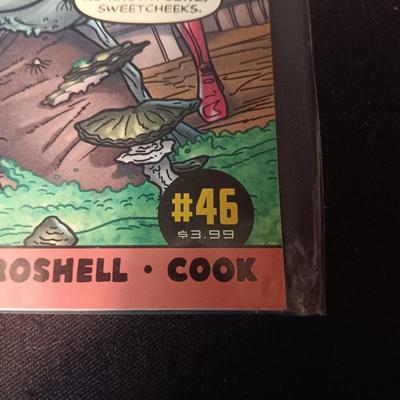 SWEETCHEEKS.
#46
$3.99
ROSHELL • COOK